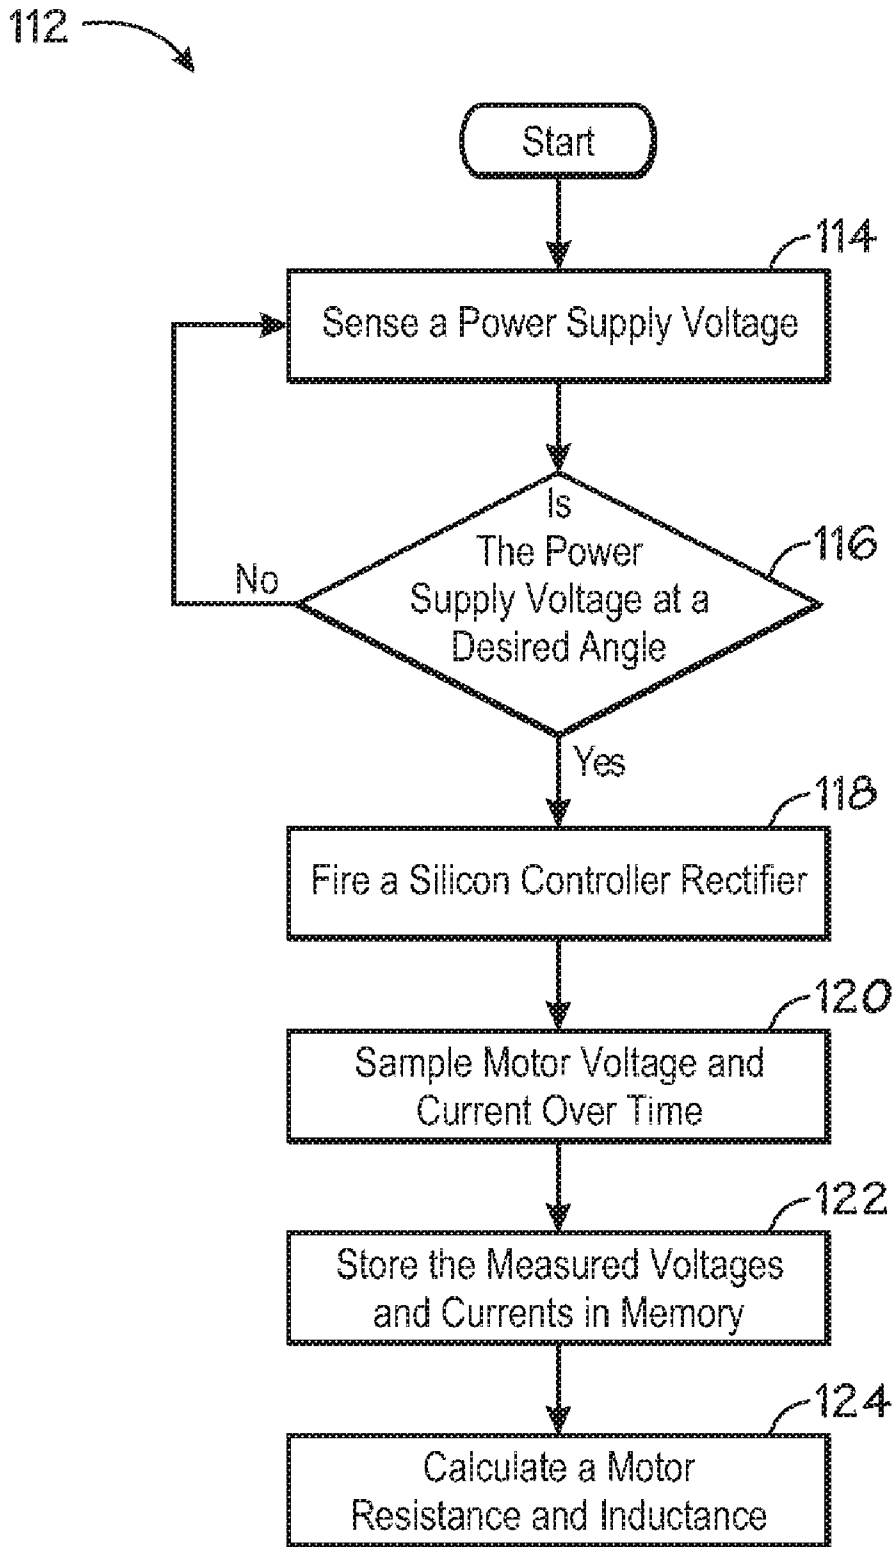 112
Start
114
Sense a Power Supply Voltage
Is
The Power
116
Supply Voltage at a
Desired Angle
No
Yes
118
Fire a Silicon Controller Rectifier
120
Sample Motor Voltage and
Current Over Time
122
Store the Measured Voltages
and Currents in Memory
124
Calculate a Motor
Resistance and Inductance